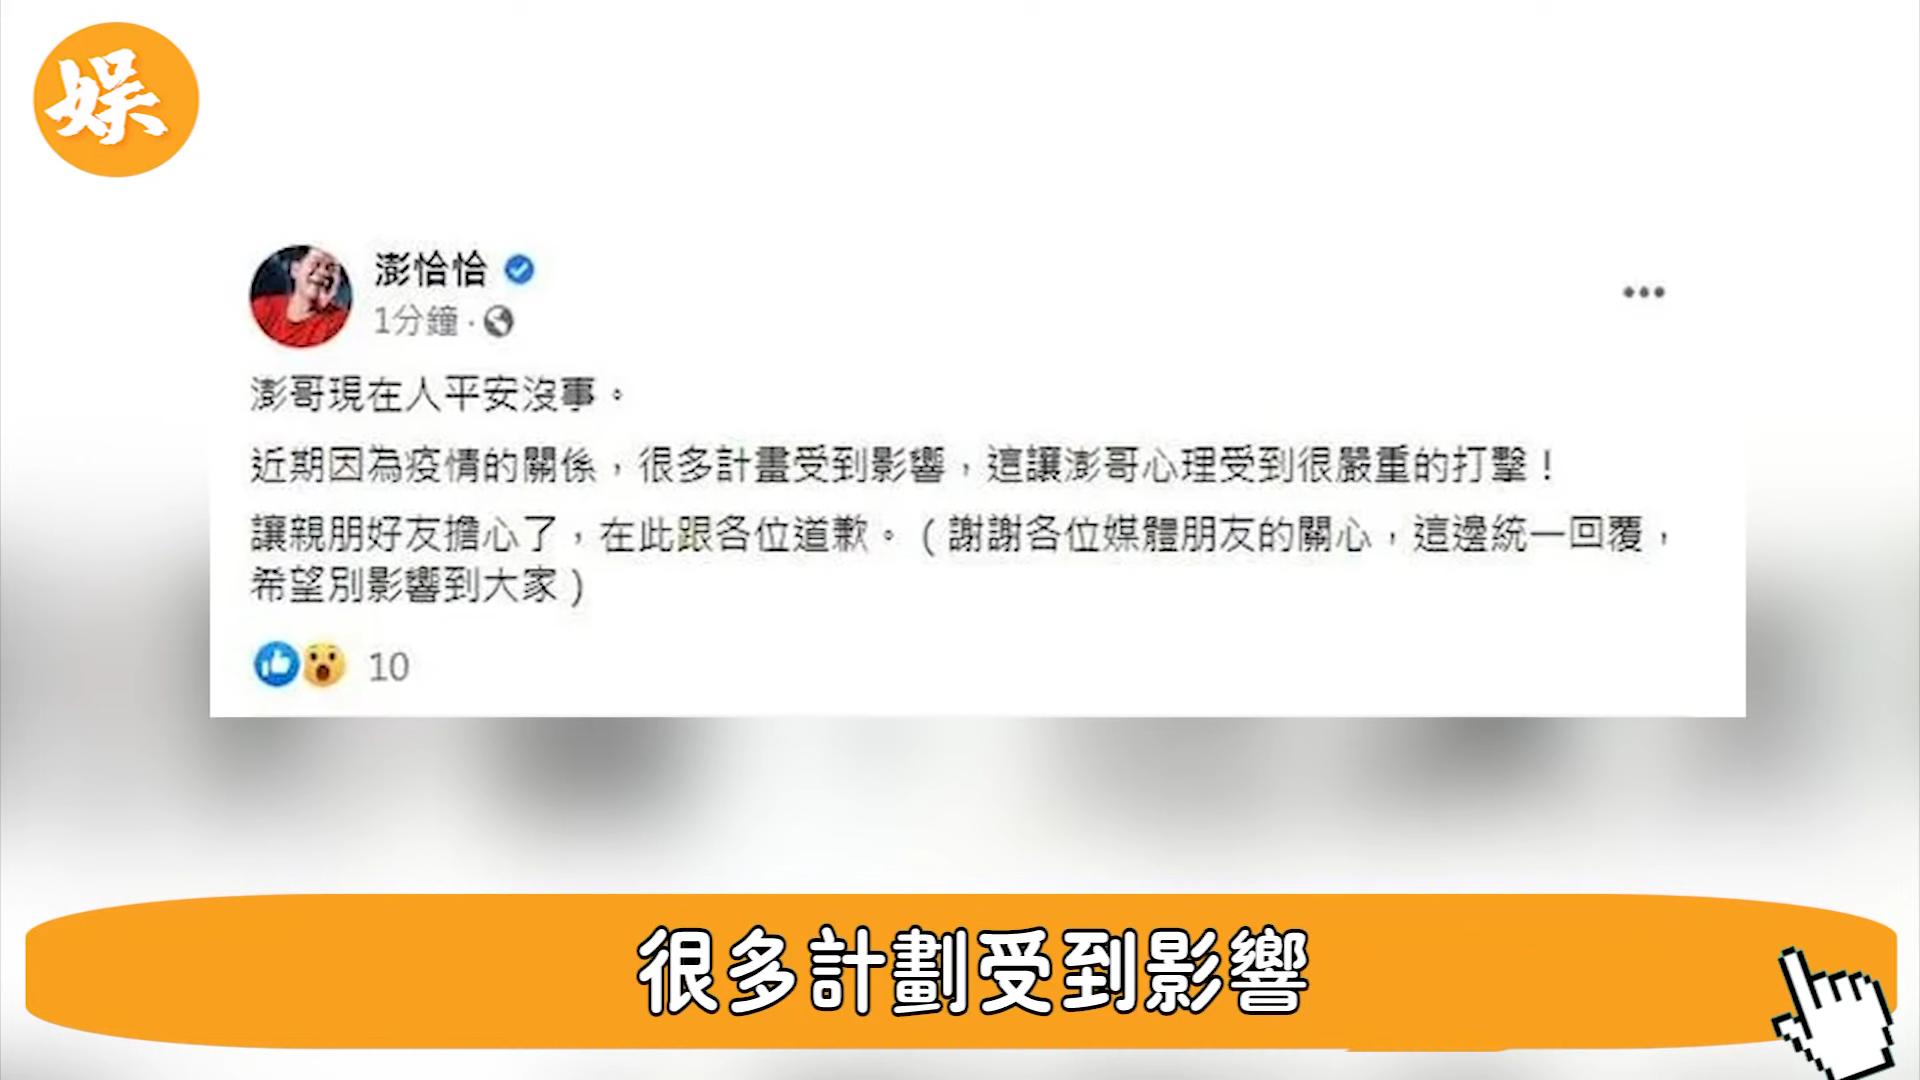 娱
澎恰恰
1分鐘·
澎哥現在人平安沒事。
近期因為疫情的關係，很多計畫受到影響，這讓澎哥心理受到很嚴重的打擊！
讓親朋好友擔心了，在此跟各位道歉。（謝謝各位媒體朋友的關心，這邊統一回覆，
希望別影響到大家）
10
很多計劃受到影響